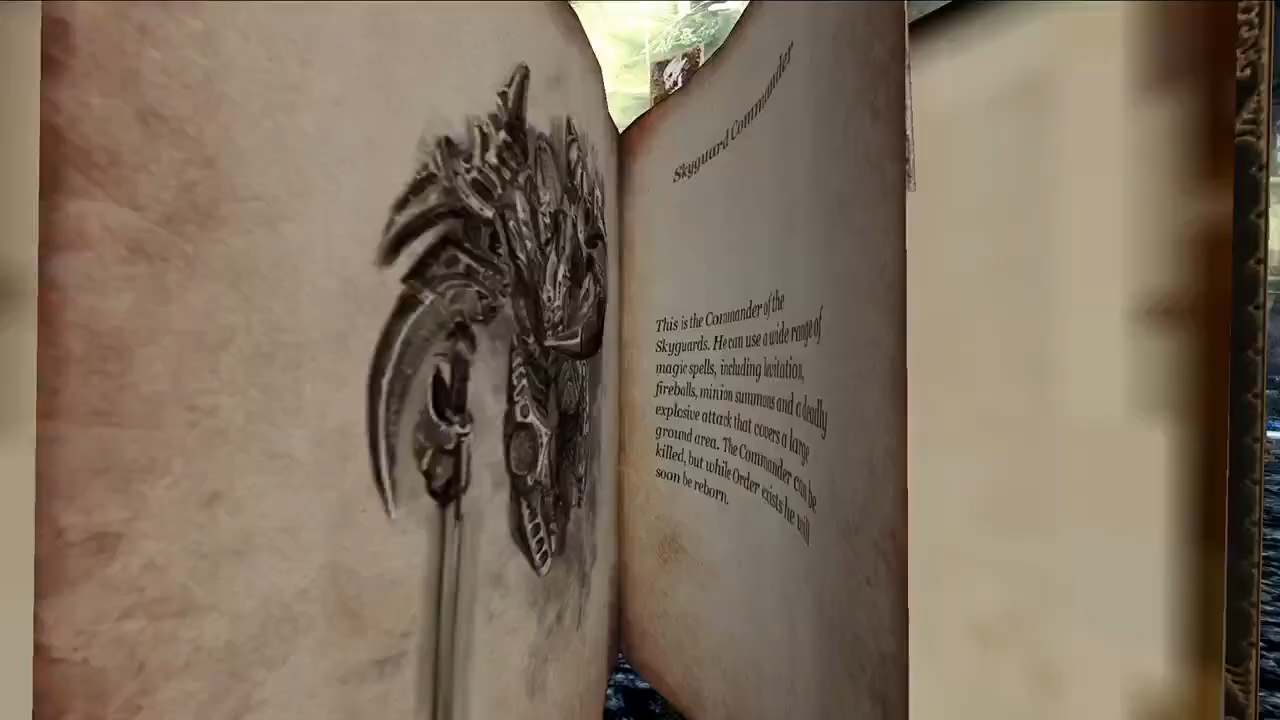 Skyguard Commander
This is the Commander of the
Skyguards. He can use a wide range of
magic spells, including levitation,
fireballs, minion summons and a deadly
explosive attack that covers a large
ground area. The Commander can be
killed, but while Order exists he will
soon be reborn.